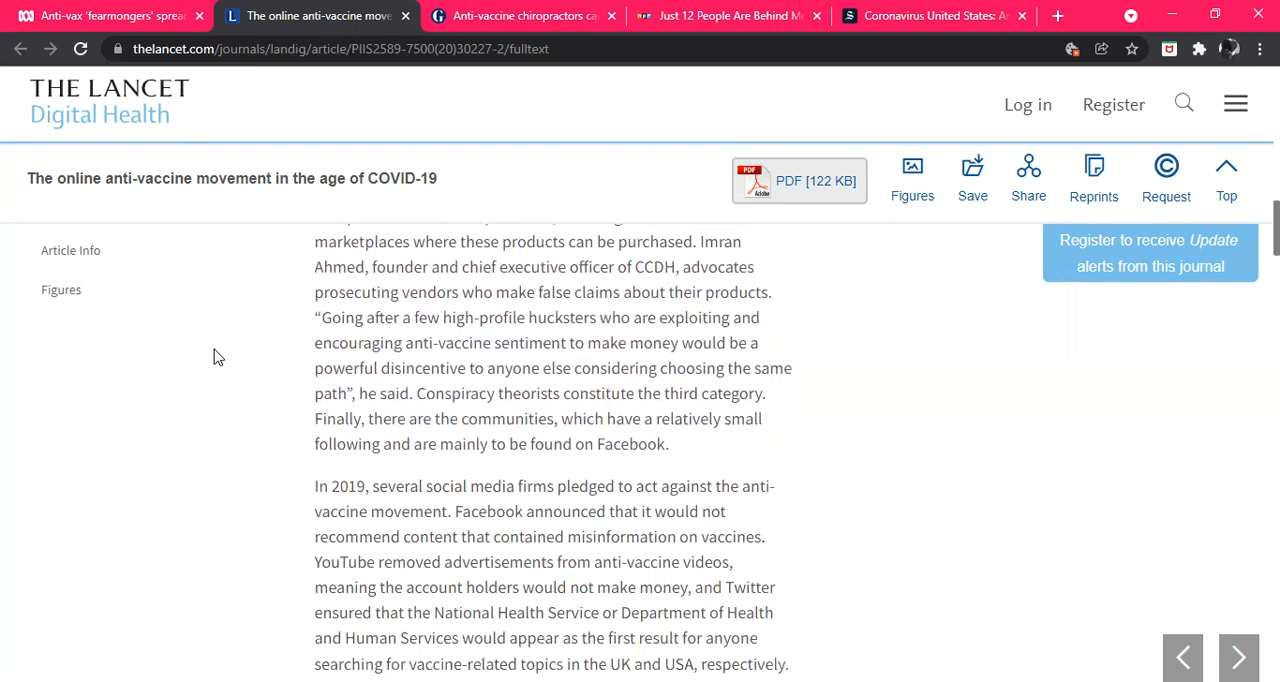 Anti-vax 'fearmongers' sprea
The online anti-vaccine move
Anti-vaccine chiropractors ca
Just 12 People Are Behind M
Coronavirus United States: A
thelancet.com/journals/landig/article/PIIS2589-7500(20)30227-2/fulltext
THE LANCET
Digital Health
Log in
Register
The online anti-vaccine movement in the age of COVID-19
PDF
Adobe
PDF [122 KB]
Figures
Save
Share
Reprints
Request
Top
Article Info
Figures
Register to receive Update
alerts from this journal
marketplaces where these products can be purchased. Imran
Ahmed, founder and chief executive officer of CCDH, advocates
prosecuting vendors who make false claims about their products.
“Going after a few high-profile hucksters who are exploiting and
encouraging anti-vaccine sentiment to make money would be a
powerful disincentive to anyone else considering choosing the same
path”, he said. Conspiracy theorists constitute the third category.
Finally, there are the communities, which have a relatively small
following and are mainly to be found on Facebook.
In 2019, several social media firms pledged to act against the anti-
vaccine movement. Facebook announced that it would not
recommend content that contained misinformation on vaccines.
YouTube removed advertisements from anti-vaccine videos,
meaning the account holders would not make money, and Twitter
ensured that the National Health Service or Department of Health
and Human Services would appear as the first result for anyone
searching for vaccine-related topics in the UK and USA, respectively.